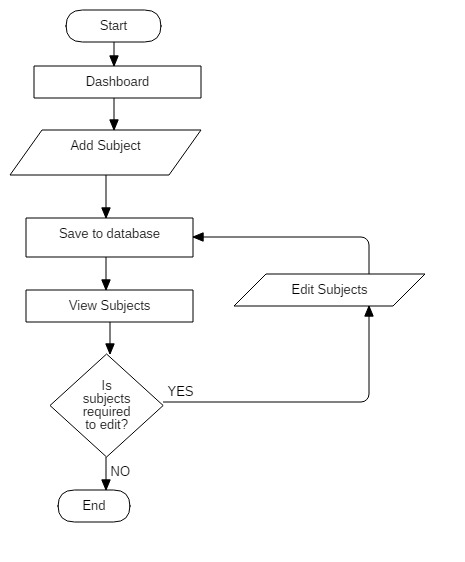 Start
Dashboard
Add Subject
Save to database
View Subjects
Edit Subjects
Is
subjects
required
to edit?
YES
NO
End